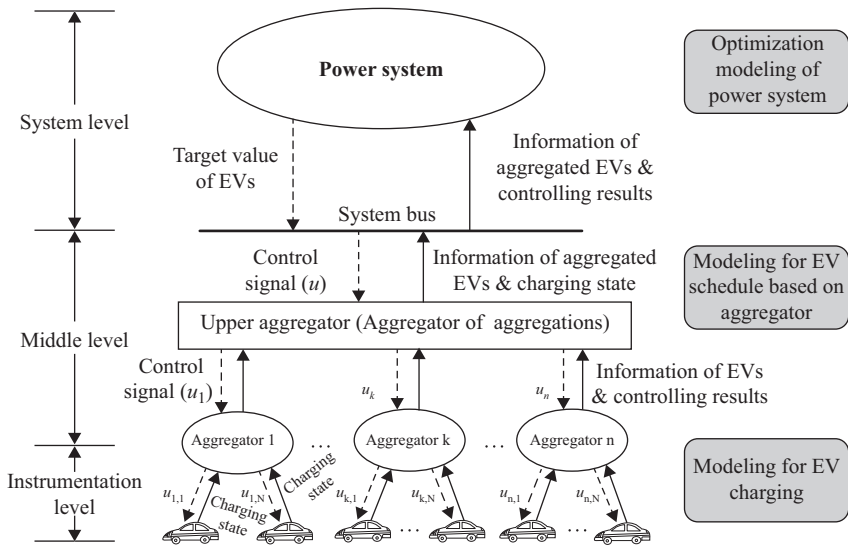 Power system
Optimization
modeling of
power system
System level
Target value
of EVs
Information of
aggregated EVs &
controlling results
System bus
Control
signal (u)
Information of aggregated
EVs & charging state
Modeling for EV
schedule based on
aggregator
Upper aggregator (Aggregator of aggregations)
Middle level
Control
signal (u1)
uk
un
Information of EVs
& controlling results
Aggregator 1
...
Aggregator k
...
Aggregator n
Instrumentation
level
u1,1
Charging
state
u1,N
Charging
state
uk,1
uk,N
un,1
un,N
Modeling for EV
charging
...
...
...